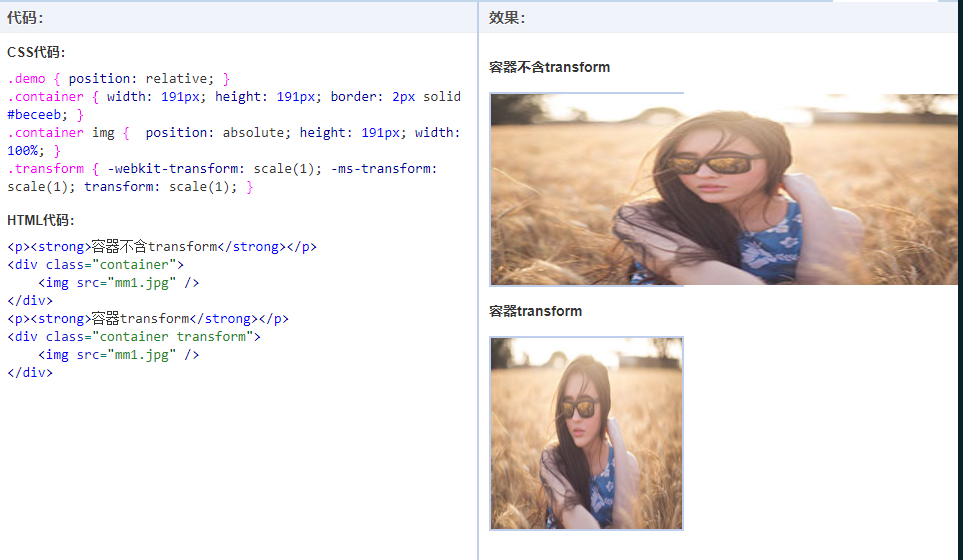 代码：
CSS代码：
.demo { position: relative; }
.container { width: 191px; height: 191px; border: 2px solid
#beceeb; }
.container img {  position: absolute; height: 191px; width:
100%; }
.transform { -webkit-transform: scale(1); -ms-transform:
scale(1); transform: scale(1); }
HTML代码：
<p><strong>容器不含transform</strong></p>
<div class="container">
    <img src="mm1.jpg" />
</div>
<p><strong>容器transform</strong></p>
<div class="container transform">
    <img src="mm1.jpg" />
</div>
效果：
容器不含transform
容器transform